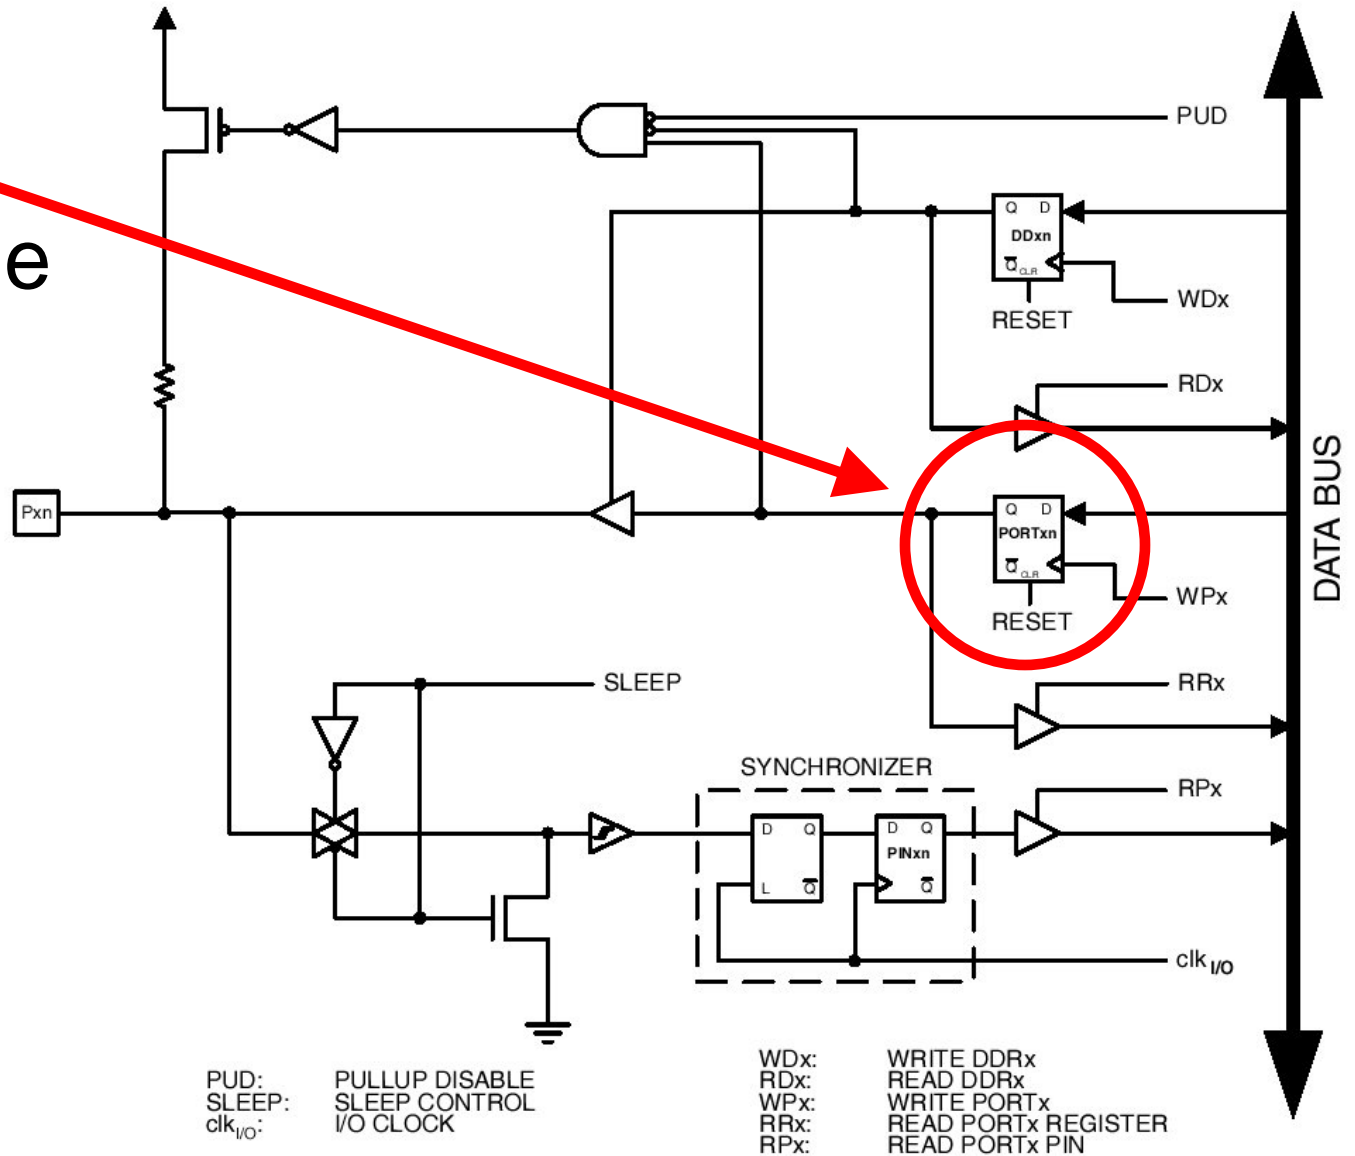 PUD
Q D
DDxn
Q CLR
WDx
RESET
e
RDx
Pxn
Q D
PORTxn
Q CLR
WPx
RESET
DATA BUS
SLEEP
RRx
SYNCHRONIZER
RPx
D Q
D Q
PINxn
L Q
Q
clk I/O
PUD: PULLUP DISABLE
SLEEP: SLEEP CONTROL
clkI/O: I/O CLOCK
WDx: WRITE DDRx
RDx: READ DDRx
WPx: WRITE PORTx
RRx: READ PORTx REGISTER
RPx: READ PORTx PIN